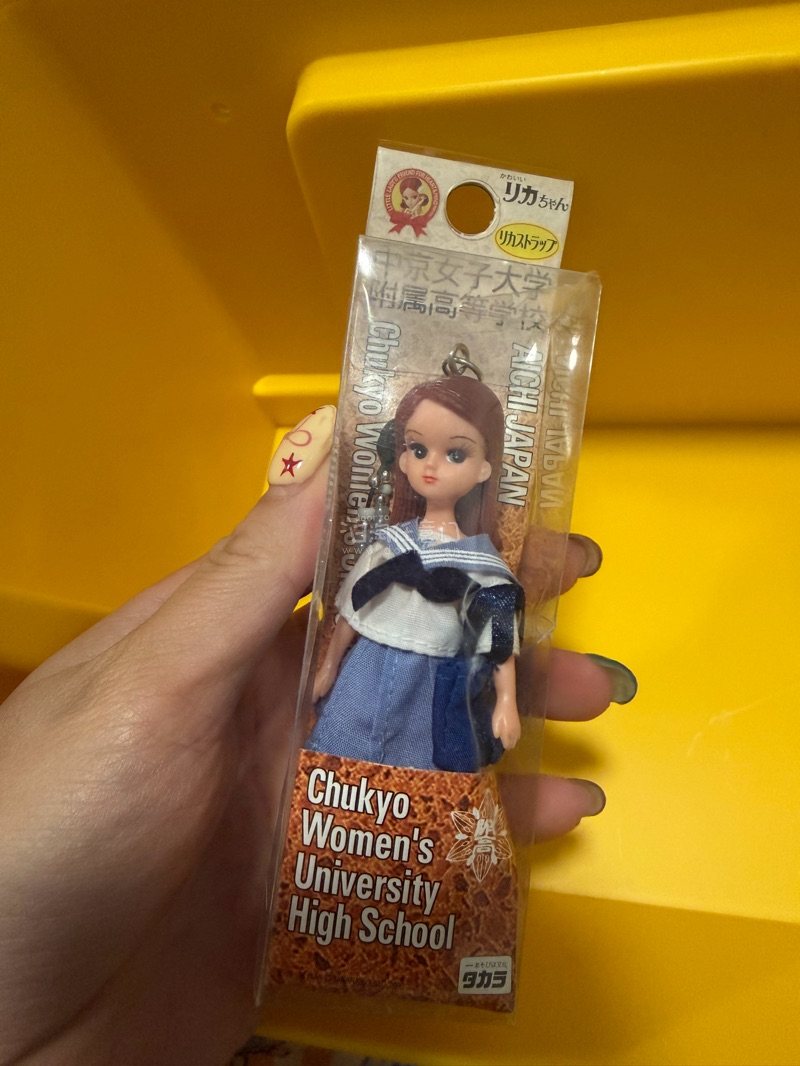 かわいい
リカちゃん
リカストラップ
中京女子大学
附属高等学校
Chukyo Women's
AICHI JAPAN
Chukyo
Women's
University
High School
タカラ